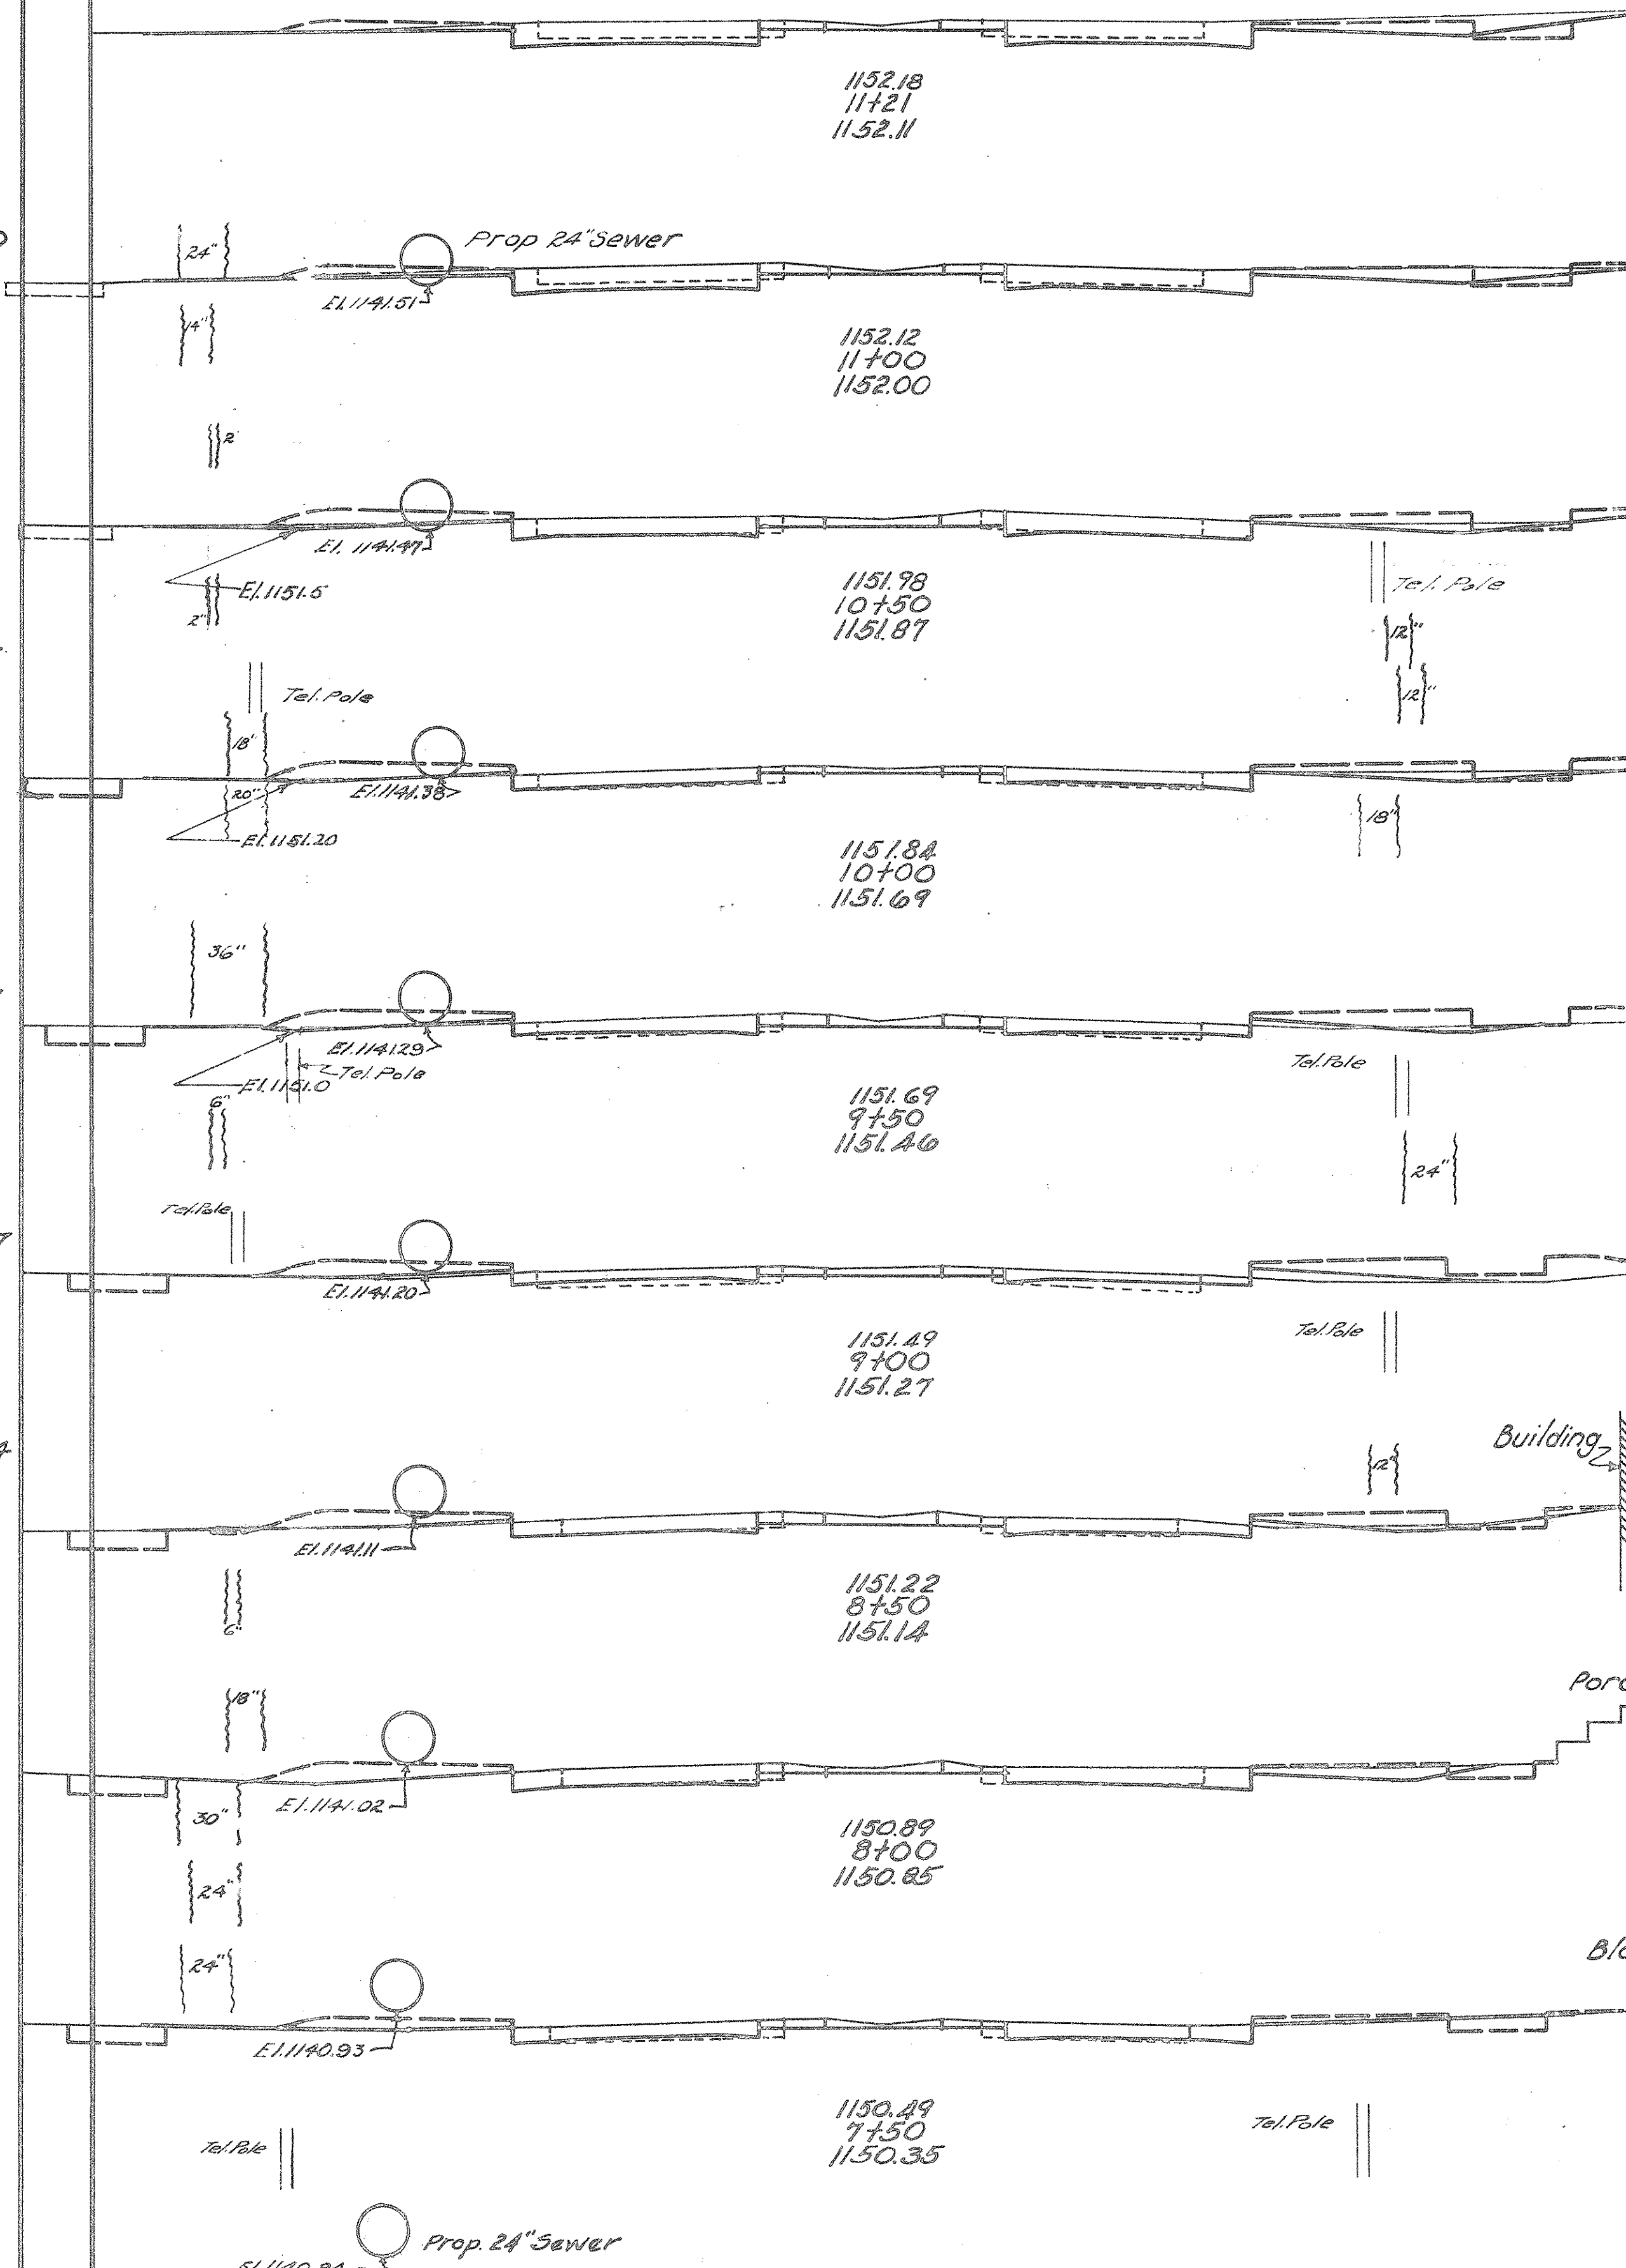 1152.18
11+21
1152.11
24"
Prop 24" Sewer
El. 1141.51
14"
1152.12
11+00
1152.00
2
El. 1141.47
El. 1151.5
2"
1151.98
10+50
1151.87
Tel. Pole
12"
12"
Tel. Pole
18"
20"
El. 1141.38
El. 1151.20
18"
1151.84
10+00
1151.69
36"
El. 1141.29
Tel. Pole
El. 1151.0
6"
Tel. Pole
1151.69
9+50
1151.46
24"
Tel. Pole
El. 1141.20
Tel. Pole
1151.49
9+00
1151.27
Building
12"
El. 1141.11
1151.22
8+50
1151.14
6"
18"
30"
El. 1141.02
1150.89
8+00
1150.85
24"
24"
El. 1140.93
1150.49
7+50
1150.35
Tel. Pole
Tel. Pole
Prop. 24" Sewer